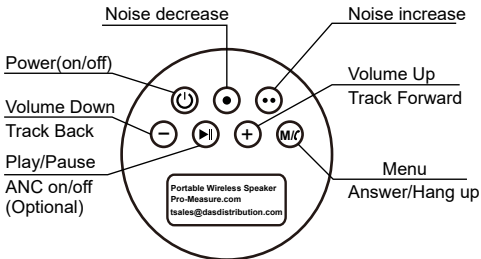 Noise decrease
Noise increase
Power(on/off)
Volume Up
Track Forward
Volume Down
Track Back
Play/Pause
ANC on/off
(Optional)
M/C
Menu
Answer/Hang up
Portable Wireless Speaker
Pro-Measure.com
tsales@dasdistribution.com